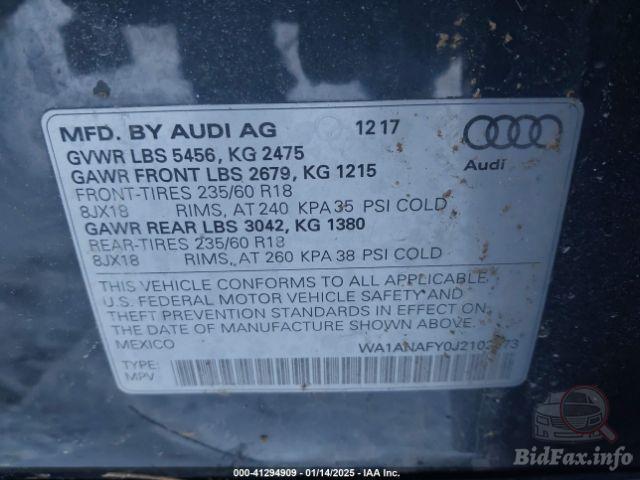 MFD. BY AUDI AG 12 17
GVWR LBS 5456, KG 2475
GAWR FRONT LBS 2679, KG 1215
FRONT-TIRES 235/60 R18
8JX18 RIMS, AT 240 KPA 35 PSI COLD
GAWR REAR LBS 3042, KG 1380
REAR-TIRES 235/60 R18
8JX18 RIMS, AT 260 KPA 38 PSI COLD
Audi
THIS VEHICLE CONFORMS TO ALL APPLICABLE
U.S. FEDERAL MOTOR VEHICLE SAFETY AND
THEFT PREVENTION STANDARDS IN EFFECT ON THE
DATE OF MANUFACTURE SHOWN ABOVE.
MEXICO
TYPE:
MPV
BidFax.info
000-41294909 - 01/14/2025 - IAA Inc.